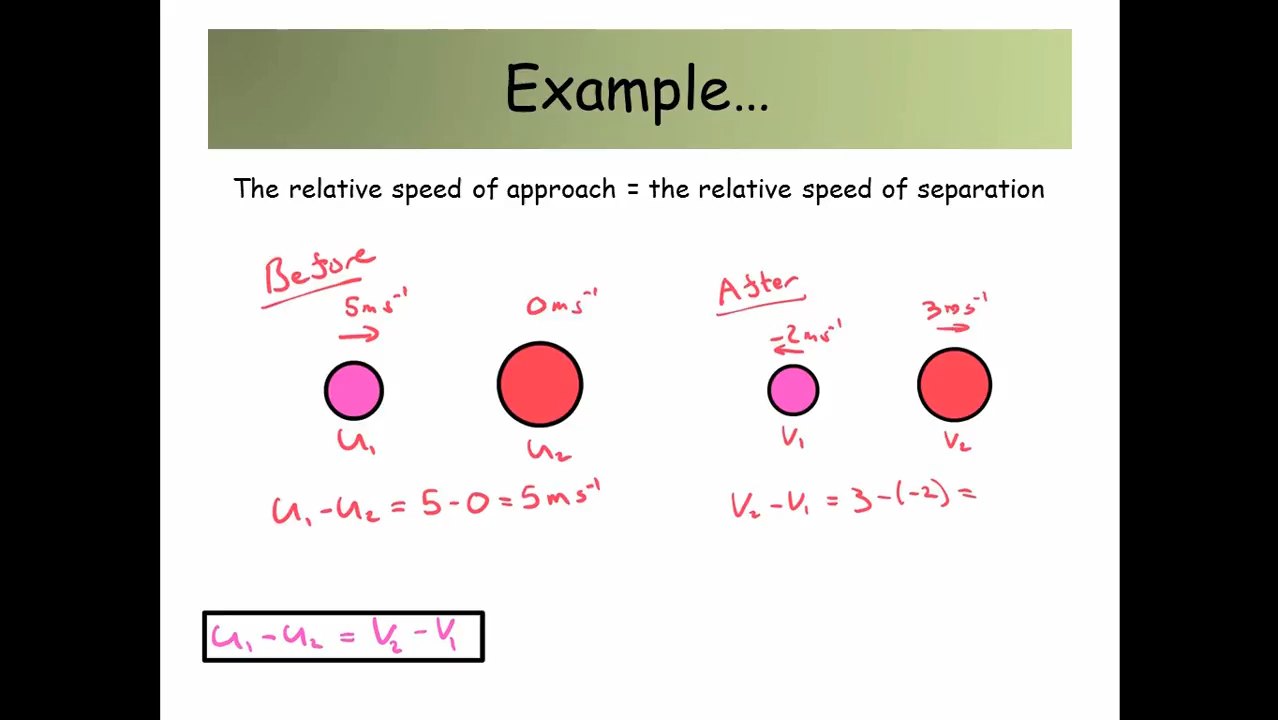 Example...
The relative speed of approach = the relative speed of separation
Before
5ms⁻¹
0ms⁻¹
u₁
u₂
u₁-u₂ = 5-0 = 5ms⁻¹
After
-2ms⁻¹
3ms⁻¹
v₁
v₂
v₂-v₁ = 3-(-2) =
u₁-u₂ = v₂-v₁